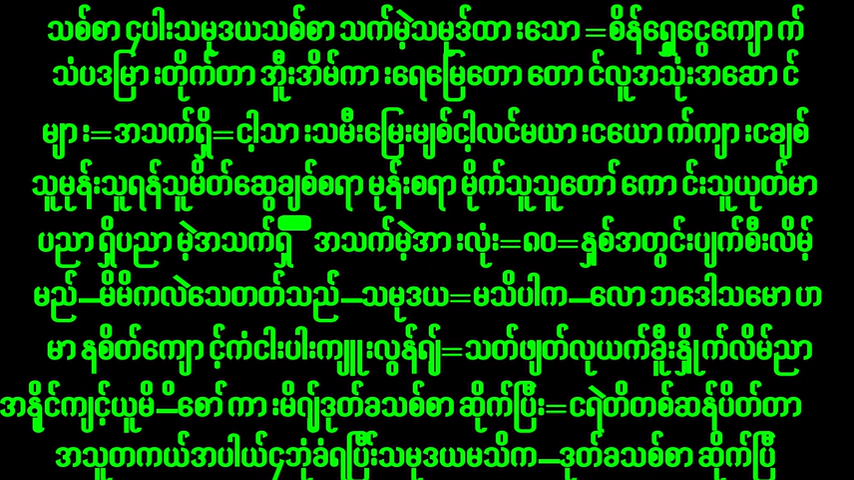 သစ်စာ ၄ပါးသမုဒယသစ်စာ သက်မဲ့သမုဒ်ထား သော =စိန်ရွှေငွေကျောက်
သံပဒမြား တိုက်တာ အိုးအိမ်ကား ရေမြေတော တောင်လူအသုံးအဆောင်
များ =အသက်ရှိ=ငါ့သား သမီးမြေးမျစ်ငါ့လင်မယား ငယောက်ကျား ငချစ်
သူမုန်းသူရန်သူမိတ်ဆွေချစ်စရာ မုန်းစရာ မိုက်သူသူတော် ကောင်းသူယုတ်မာ
ပညာ ရှိပညာ မဲ့အသက်ရှိ အသက်မဲ့အား လုံး=၈၀=နှစ်အတွင်းပျက်စီးလိမ့်
မည်_မိမိကလဲသေတတ်သည်_သမုဒယ=မသိပါက_လော ဘဒေါသမော ဟ
မာ နစိတ်ကျော င့်ကံငါးပါးကျူးလွန်ရျ်=သတ်ဖျတ်လုယက်ခိုးနှိုက်လိမ်ညာ
အနိုင်ကျင့်ယူမိ_စော် ကား မိဂျ်ဒုတ်ခသစ်စာ ဆိုက်ပြီး=ငရဲတိတစ်ဆန်ပိတ်တာ
အသူတကယ်အပါယ်၄ဘုံခံရပြီးသမုဒယမသိက_ဒုတ်ခသစ်စာ ဆိုက်ပြီ